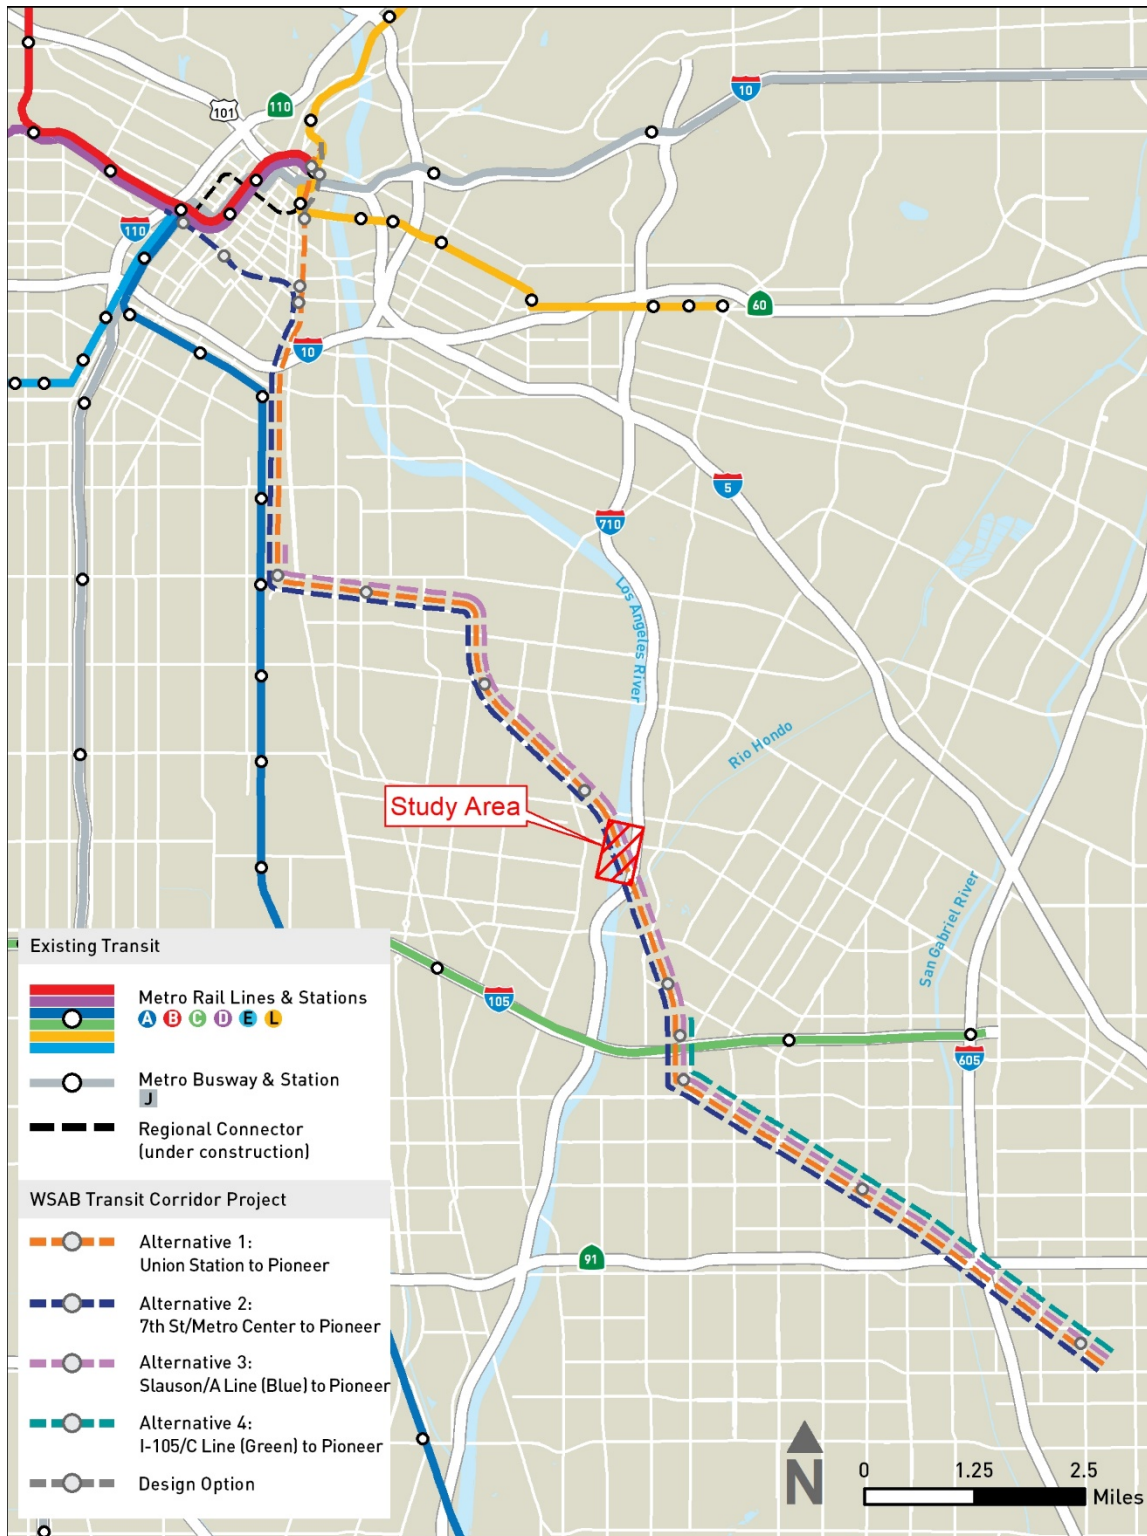 10
110
101
110
60
10
5
710
Los Angeles River
Rio Hondo
Study Area
San Gabriel River
105
605
91
Existing Transit
Metro Rail Lines & Stations
A B C D E L
Metro Busway & Station
J
Regional Connector
(under construction)
WSAB Transit Corridor Project
Alternative 1:
Union Station to Pioneer
Alternative 2:
7th St/Metro Center to Pioneer
Alternative 3:
Slauson/A Line (Blue) to Pioneer
Alternative 4:
I-105/C Line (Green) to Pioneer
Design Option
N
0 1.25 2.5
Miles